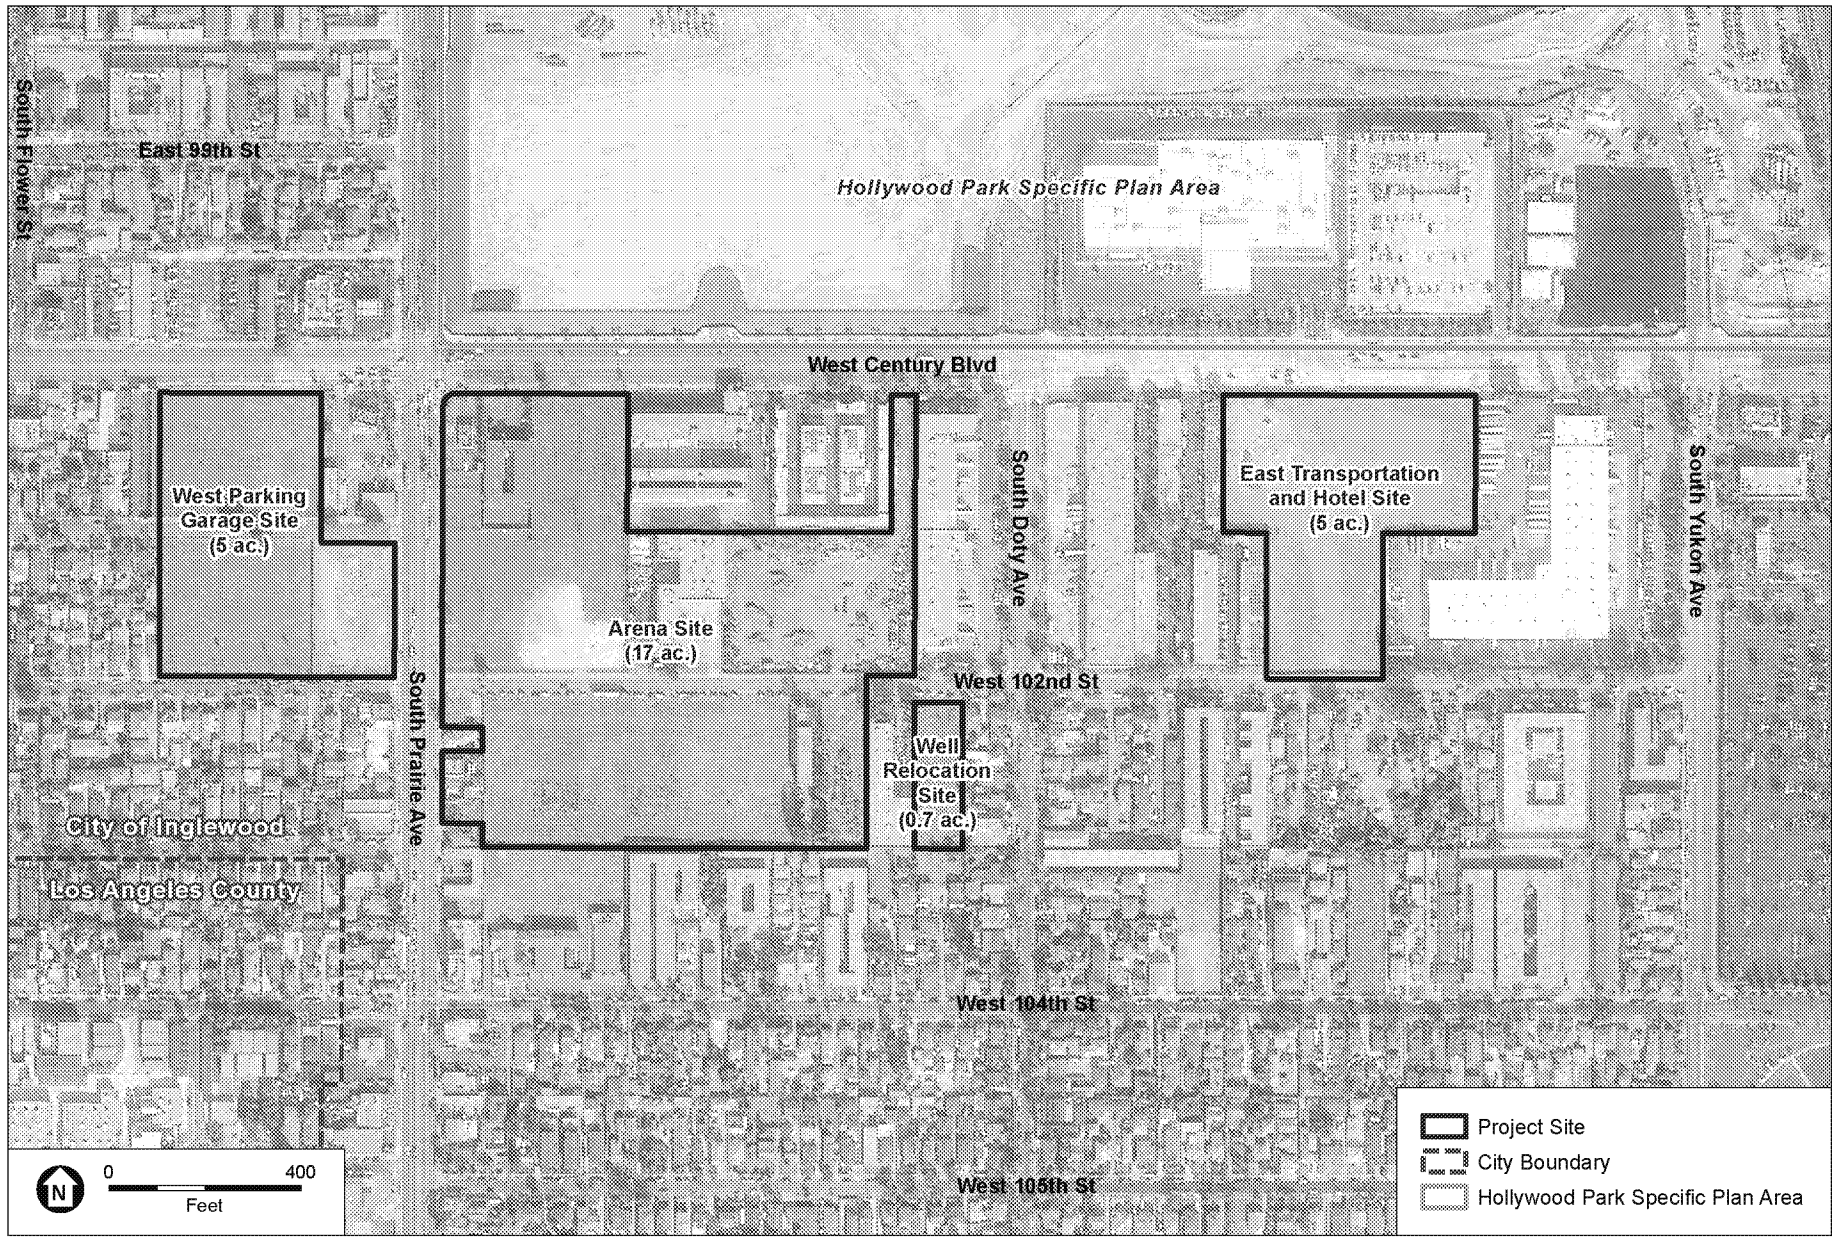 South Flower St
East 99th St
Hollywood Park Specific Plan Area
West Century Blvd
West Parking
Garage Site
(5 ac.)
South Doty Ave
East Transportation
and Hotel Site
(5 ac.)
South Yukon Ave
Arena Site
(17 ac.)
South Prairie Ave
West 102nd St
Well
Relocation
Site
(0.7 ac.)
City of Inglewood
Los Angeles County
West 104th St
West 105th St
N
0 400
Feet
Project Site
City Boundary
Hollywood Park Specific Plan Area